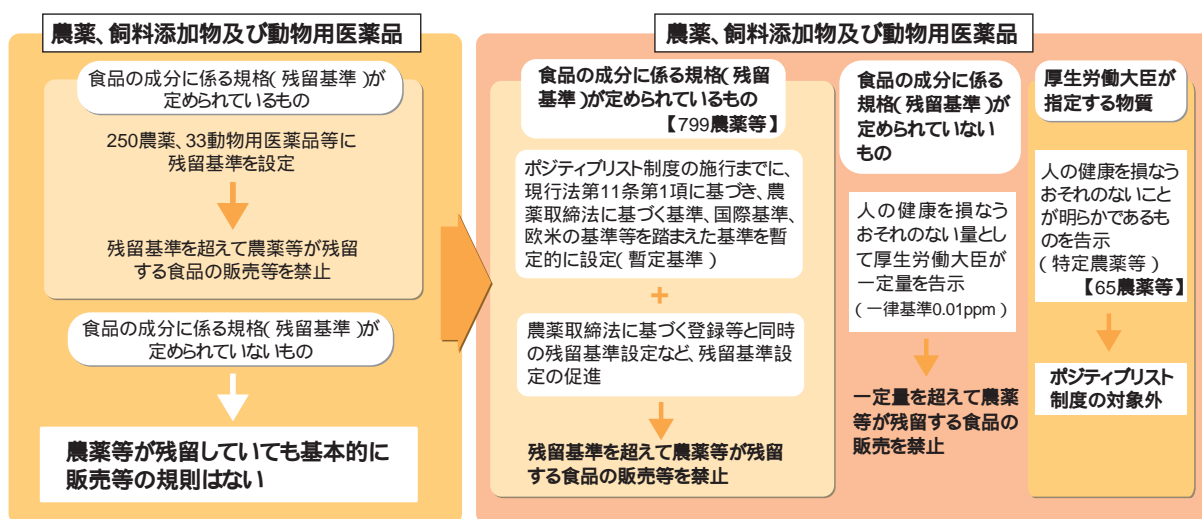 農薬、飼料添加物及び動物用医薬品
食品の成分に係る規格(残留基準)が
定められているもの
250農薬、33動物用医薬品等に
残留基準を設定
残留基準を超えて農薬等が残留
する食品の販売等を禁止
食品の成分に係る規格(残留基準)が
定められていないもの
農薬等が残留していても基本的に
販売等の規則はない
農薬、飼料添加物及び動物用医薬品
食品の成分に係る規格(残留
基準)が定められているもの
【799農薬等】
ポジティブリスト制度の施行までに、
現行法第11条第1項に基づき、農
薬取締法に基づく基準、国際基準、
欧米の基準等を踏まえた基準を暫
定的に設定(暫定基準)
+
農薬取締法に基づく登録等と同時
の残留基準設定など、残留基準設
定の促進
残留基準を超えて農薬等が残留
する食品の販売等を禁止
食品の成分に係る
規格(残留基準)が
定められていない
もの
人の健康を損なう
おそれのない量とし
て厚生労働大臣が
一定量を告示
(一律基準0.01ppm)
一定量を超えて農薬
等が残留する食品の
販売を禁止
厚生労働大臣が
指定する物質
人の健康を損なう
おそれのないこと
が明らかであるも
のを告示
(特定農薬等)
【65農薬等】
ポジティブリスト
制度の対象外